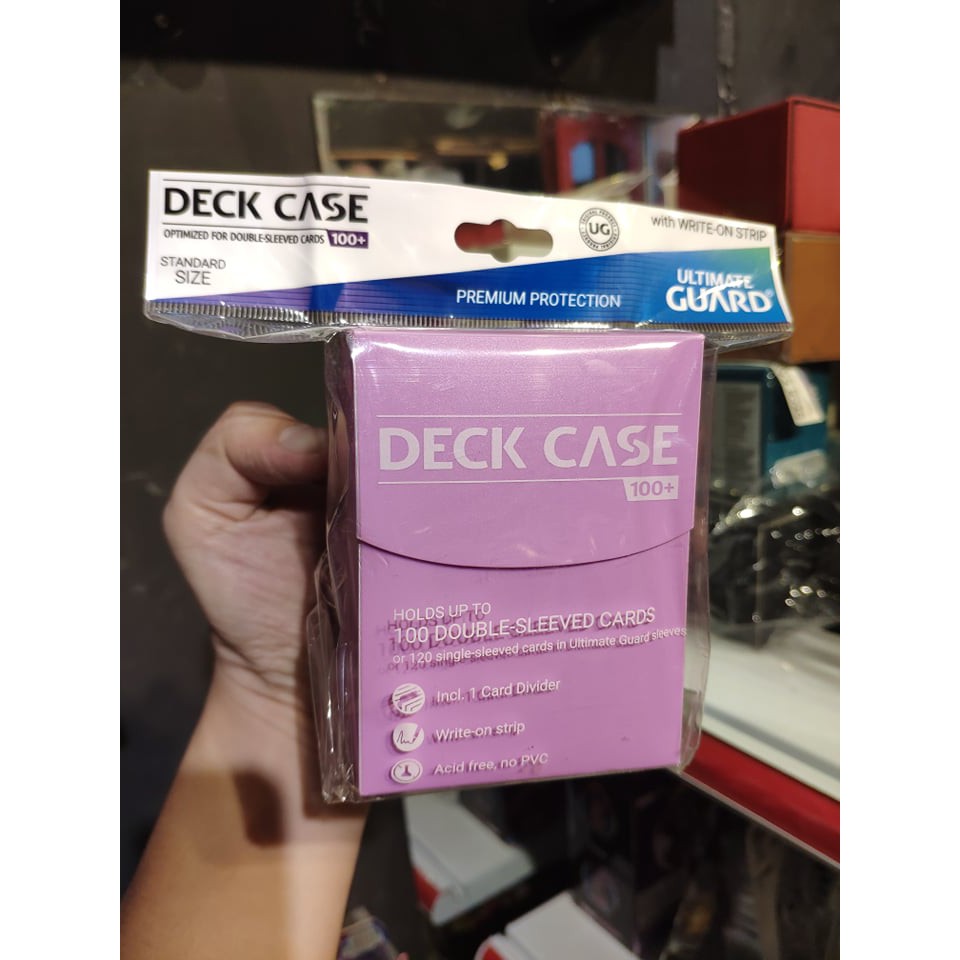 DECK CASE
OPTIMIZED FOR DOUBLE-SLEEVED CARDS 100+
STANDARD
SIZE
UG
with WRITE-ON STRIP
PREMIUM PROTECTION
ULTIMATE
GUARD®
DECK CASE
100+
HOLDS UP TO
100 DOUBLE-SLEEVED CARDS
or 120 single-sleeved cards in Ultimate Guard sleeves
Incl. 1 Card Divider
Write-on strip
Acid free, no PVC